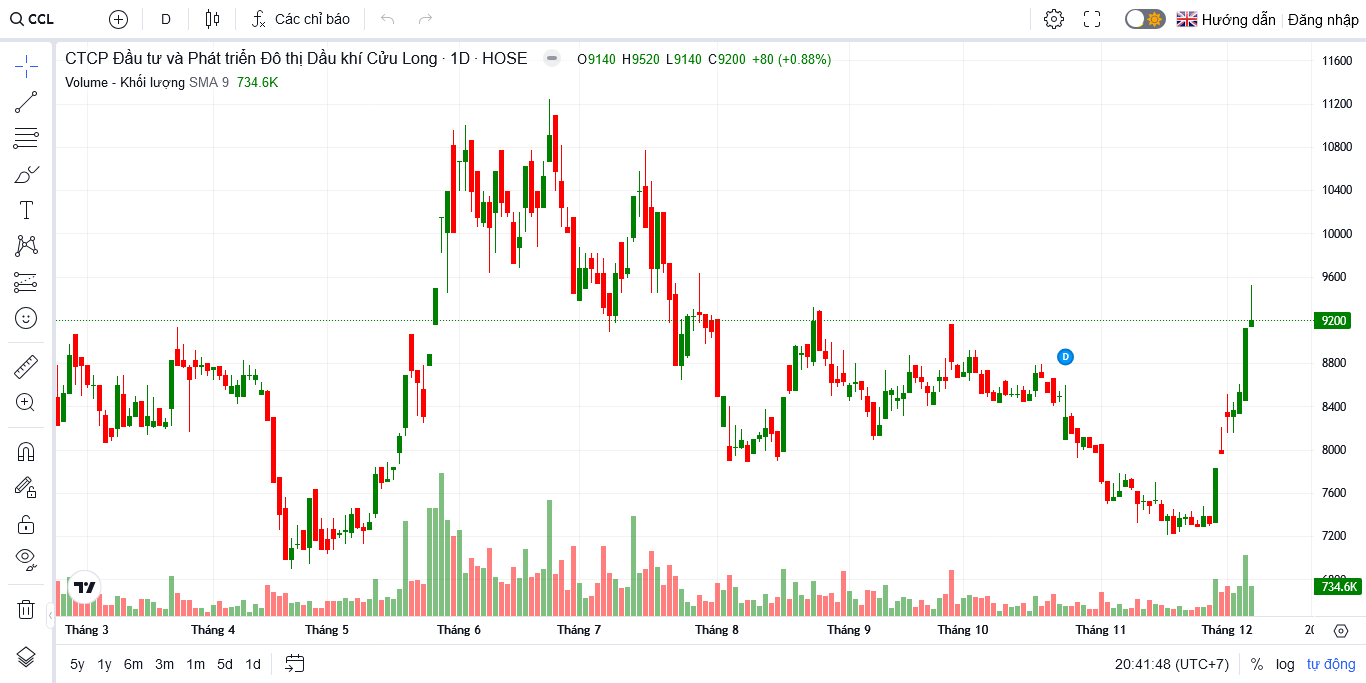 CCL D Các chỉ báo Hướng dẫn Đăng nhập
CTCP Đầu tư và Phát triển Đô thị Dầu khí Cửu Long · 1D · HOSE O9140 H9520 L9140 C9200 +80 (+0.88%)
Volume - Khối lượng SMA 9 734.6K
11600
11200
10800
10400
10000
9600
9200
8800
8400
8000
7600
7200
734.6K
D
Tháng 3 Tháng 4 Tháng 5 Tháng 6 Tháng 7 Tháng 8 Tháng 9 Tháng 10 Tháng 11 Tháng 12
5y 1y 6m 3m 1m 5d 1d 20:41:48 (UTC+7) % log tự động